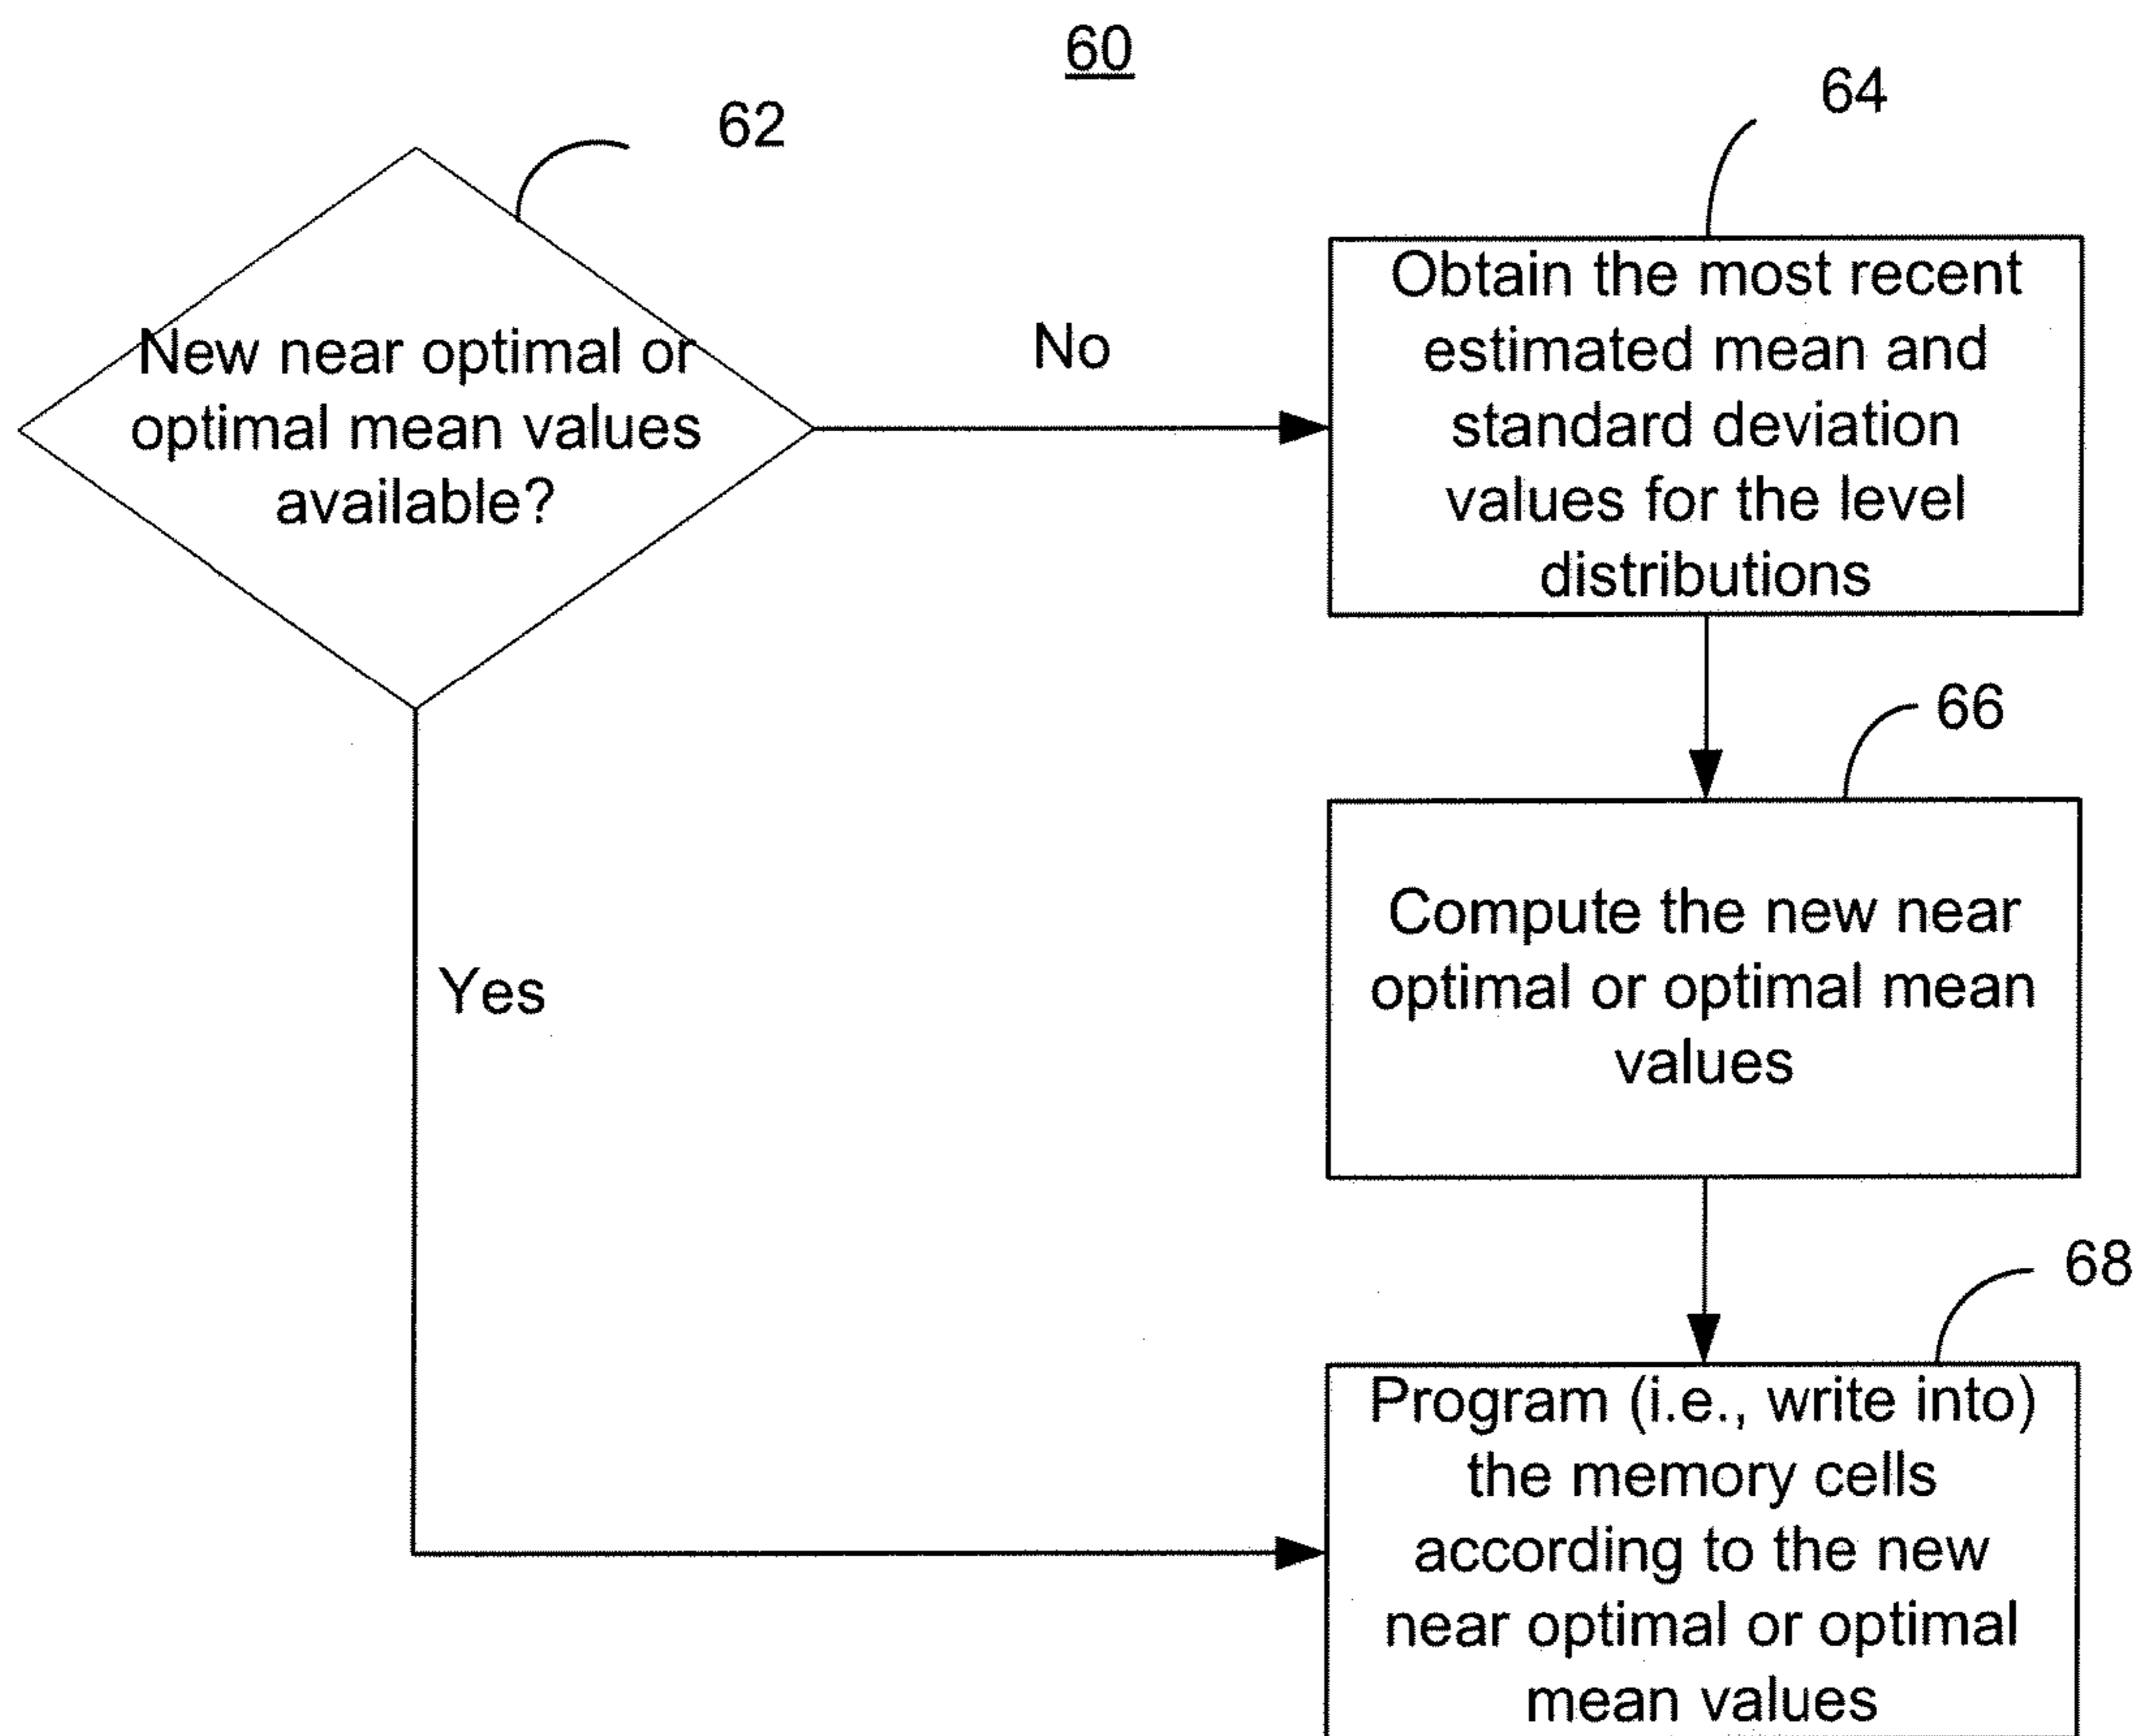 60
62
64
New near optimal or
optimal mean values
available?
No
Obtain the most recent
estimated mean and
standard deviation
values for the level
distributions
66
Compute the new near
optimal or optimal mean
values
Yes
68
Program (i.e., write into)
the memory cells
according to the new
near optimal or optimal
mean values